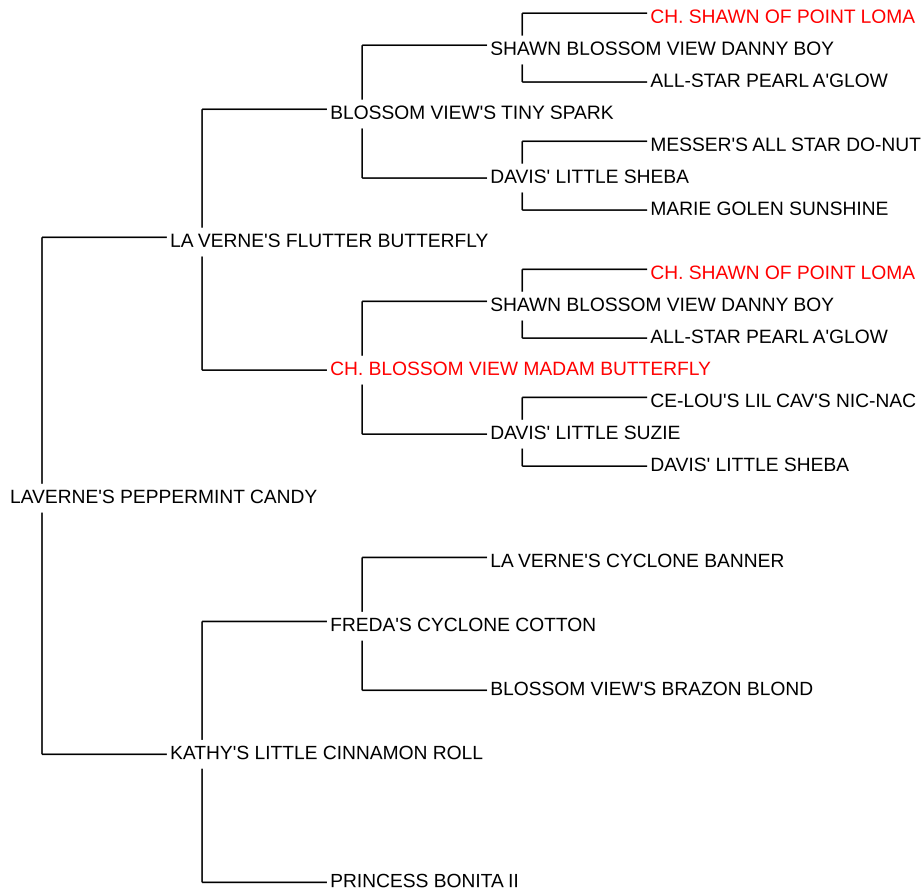 CH. SHAWN OF POINT LOMA
SHAWN BLOSSOM VIEW DANNY BOY
ALL-STAR PEARL A'GLOW
BLOSSOM VIEW'S TINY SPARK
MESSER'S ALL STAR DO-NUT
DAVIS' LITTLE SHEBA
MARIE GOLEN SUNSHINE
LA VERNE'S FLUTTER BUTTERFLY
CH. SHAWN OF POINT LOMA
SHAWN BLOSSOM VIEW DANNY BOY
ALL-STAR PEARL A'GLOW
CH. BLOSSOM VIEW MADAM BUTTERFLY
CE-LOU'S LIL CAV'S NIC-NAC
DAVIS' LITTLE SUZIE
DAVIS' LITTLE SHEBA
LAVERNE'S PEPPERMINT CANDY
LA VERNE'S CYCLONE BANNER
FREDA'S CYCLONE COTTON
BLOSSOM VIEW'S BRAZON BLOND
KATHY'S LITTLE CINNAMON ROLL
PRINCESS BONITA II